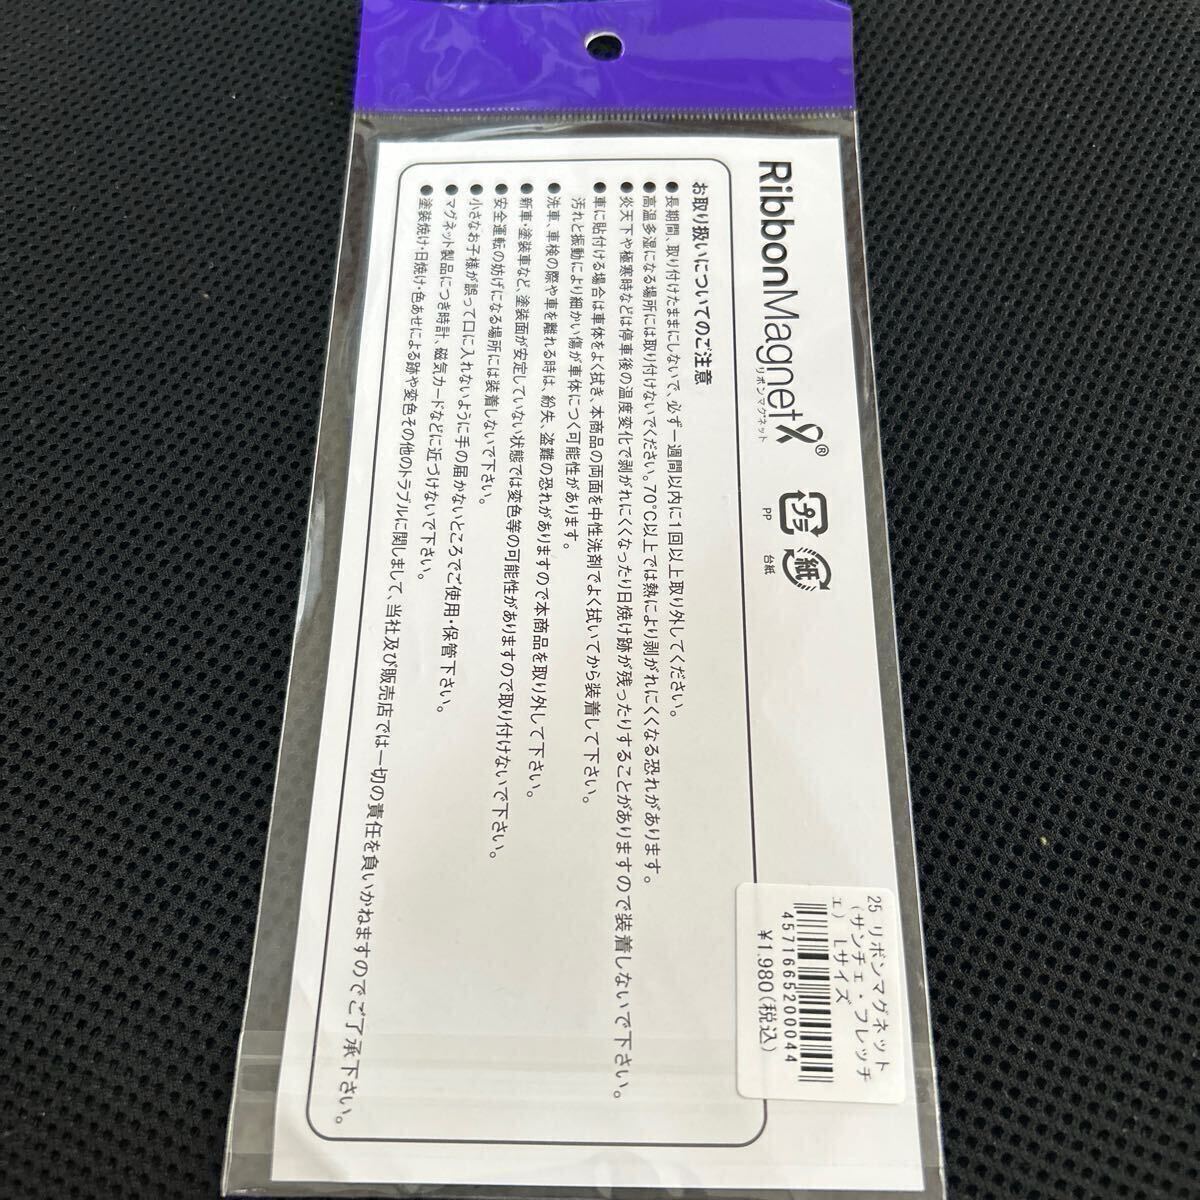 RibbonMagnet®
リボンマグネット
プラ
PP
紙
台紙
お取り扱いについてのご注意
●長期間、取り付けたままにしないで、必ず一週間以内に1回以上取り外してください。
●高温多湿になる場所には取り付けないでください。70℃以上では熱により剥がれにくくなる恐れがあります。
●炎天下や極寒時などは停車後の温度変化で剥がれにくくなったり日焼け跡が残ったりすることがありますので装着しないで下さい。
●車に貼付ける場合は車体をよく拭き、本商品の両面を中性洗剤でよく拭いてから装着して下さい。
汚れと振動により細かい傷が車体につく可能性があります。
●洗車、車検の際や車を離れる時は、紛失、盗難の恐れがありますので本商品を取り外して下さい。
●新車・塗装車など、塗装面が安定していない状態では変色等の可能性がありますので取り付けないで下さい。
●安全運転の妨げになる場所には装着しないで下さい。
●小さなお子様が誤って口に入れないように手の届かないところでご使用・保管下さい。
●マグネット製品につき時計、磁気カードなどに近づけないで下さい。
●塗装焼け・日焼け・色あせによる跡や変色その他のトラブルに関しまして、当社及び販売店では一切の責任を負いかねますのでご了承下さい。
25 リボンマグネット
(サンチェ・フレッチ
ェ) Lサイズ
4571665200044
¥1,980(税込)